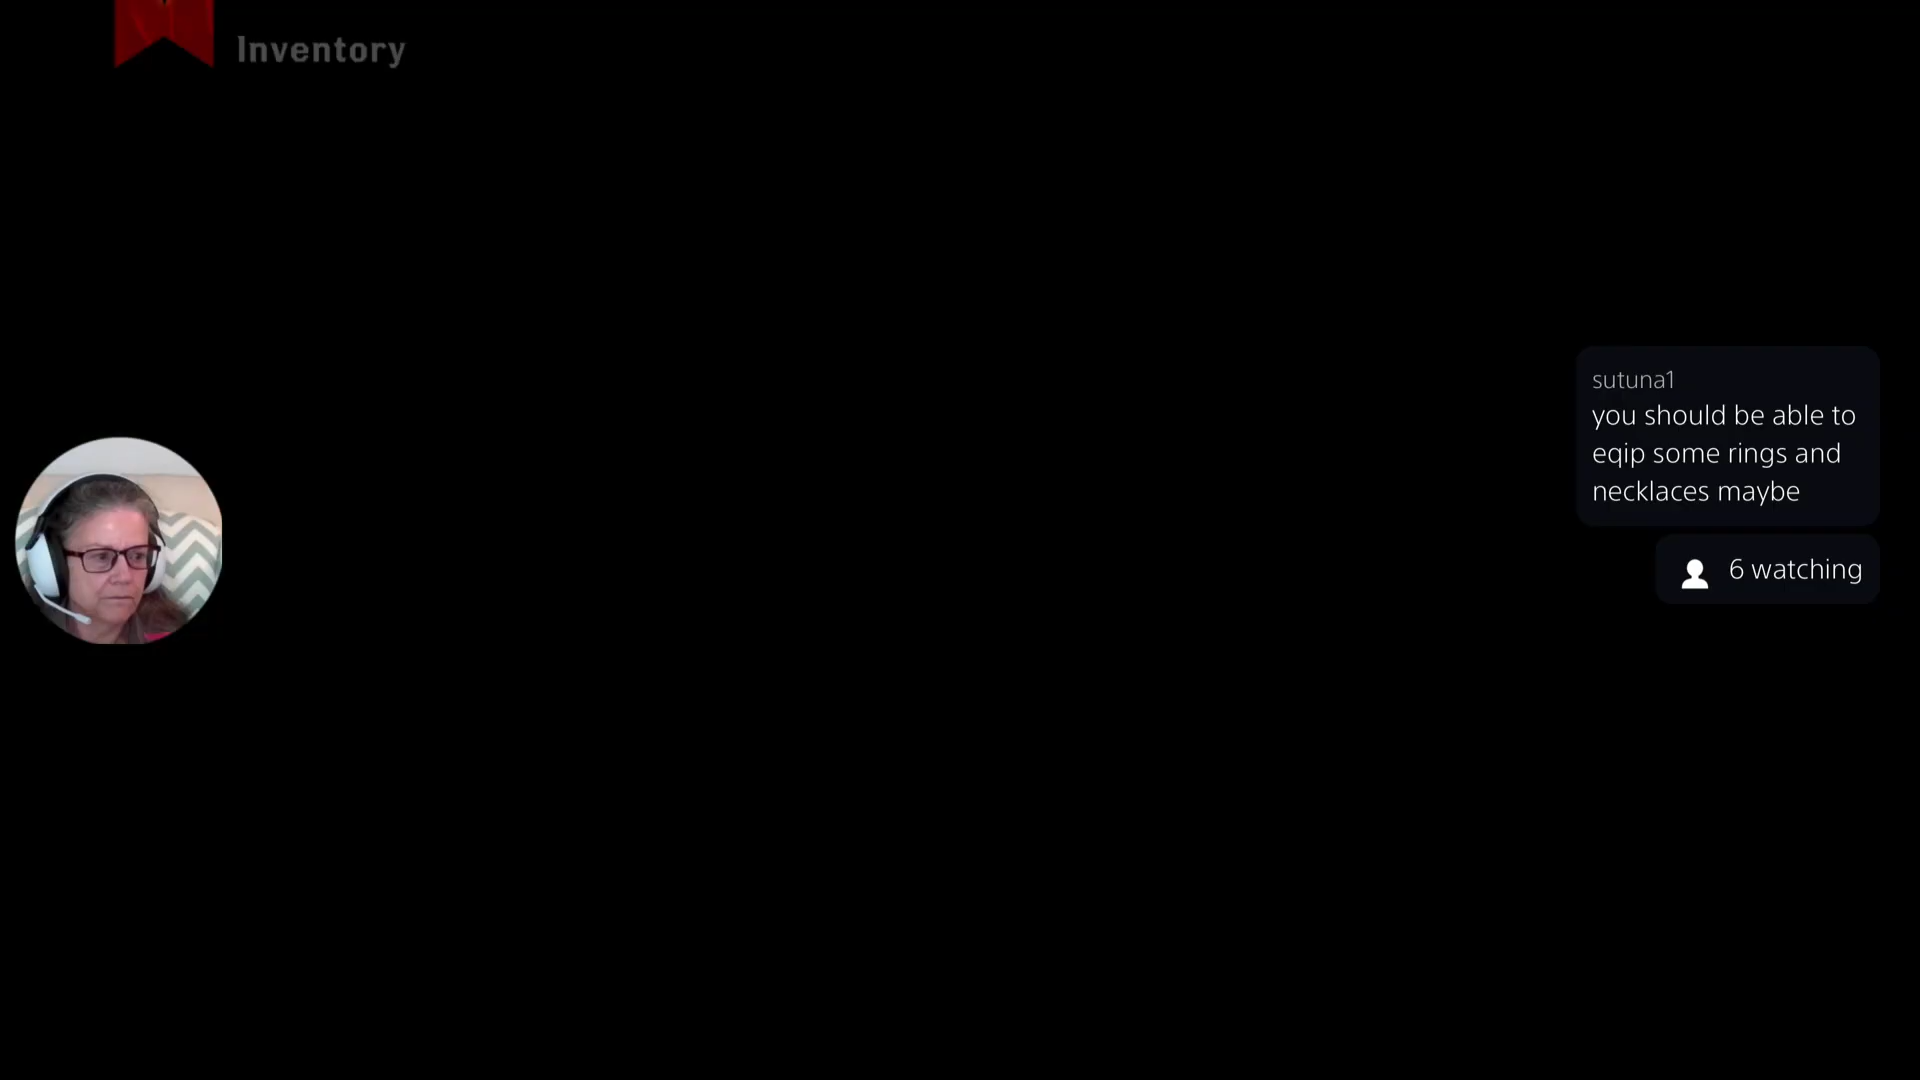 Inventory
sutuna1
you should be able to
eqip some rings and
necklaces maybe
6 watching